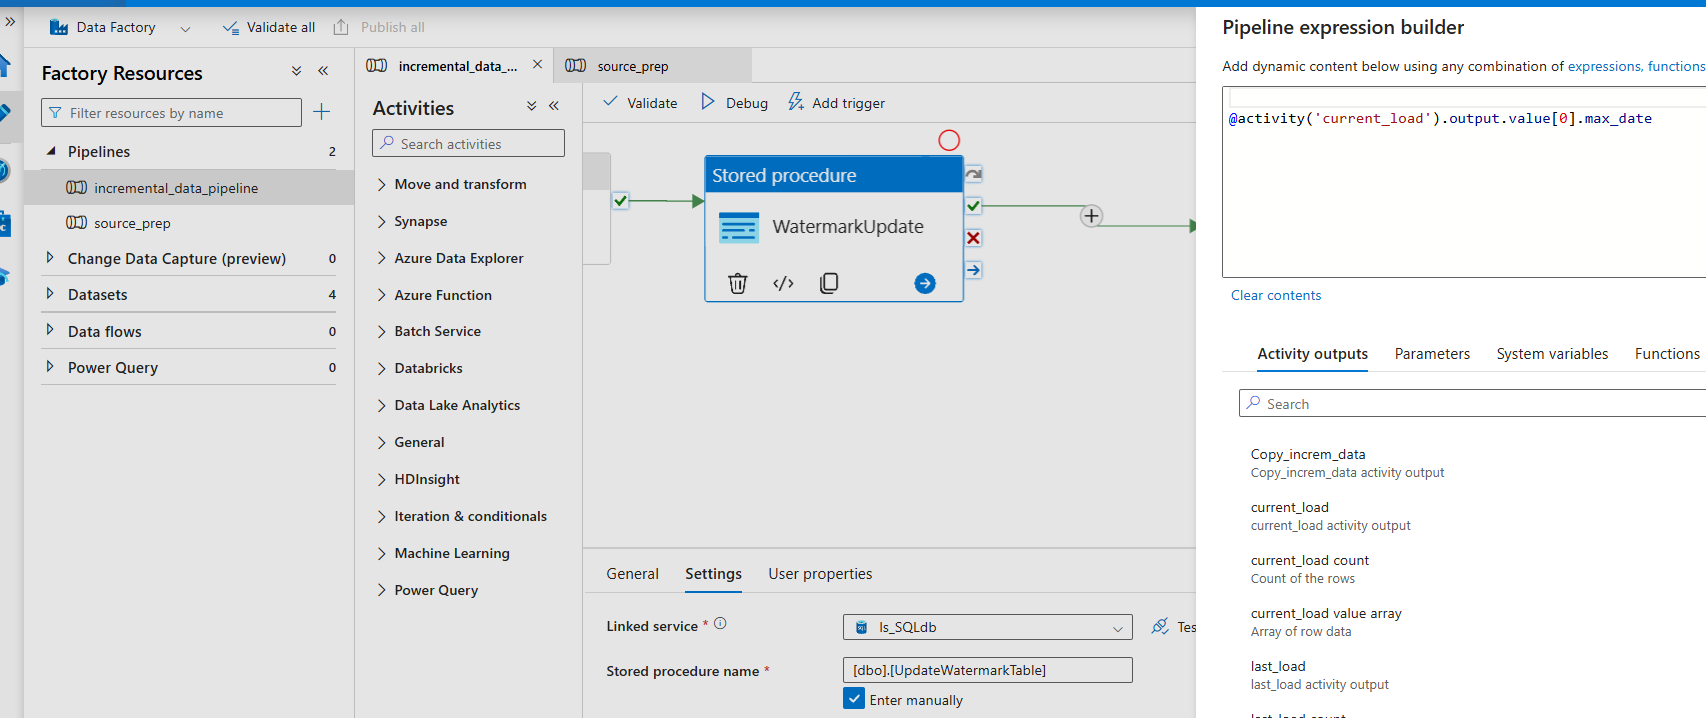 Data Factory
Validate all
Publish all
Factory Resources
Filter resources by name
Pipelines
2
incremental_data_pipeline
source_prep
Change Data Capture (preview)
0
Datasets
4
Data flows
0
Power Query
0
incremental_data_...
source_prep
Activities
Search activities
Move and transform
Synapse
Azure Data Explorer
Azure Function
Batch Service
Databricks
Data Lake Analytics
General
HDInsight
Iteration & conditionals
Machine Learning
Power Query
Validate
Debug
Add trigger
Stored procedure
WatermarkUpdate
General
Settings
User properties
Linked service *
ls_SQLdb
Tes
Stored procedure name *
[dbo].[UpdateWatermarkTable]
Enter manually
Pipeline expression builder
Add dynamic content below using any combination of expressions, functions
@activity('current_load').output.value[0].max_date
Clear contents
Activity outputs
Parameters
System variables
Functions
Search
Copy_increm_data
Copy_increm_data activity output
current_load
current_load activity output
current_load count
Count of the rows
current_load value array
Array of row data
last_load
last_load activity output
last_load count